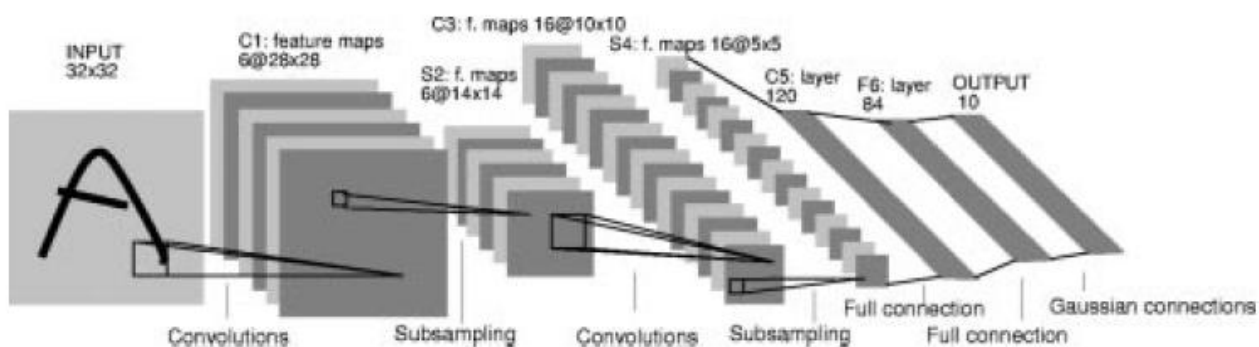 INPUT
32x32
C1: feature maps
6@28x28
S2: f. maps
6@14x14
C3: f. maps 16@10x10
S4: f. maps 16@5x5
C5: layer
120
F6: layer
84
OUTPUT
10
A
Convolutions
Subsampling
Convolutions
Subsampling
Full connection
Full connection
Gaussian connections